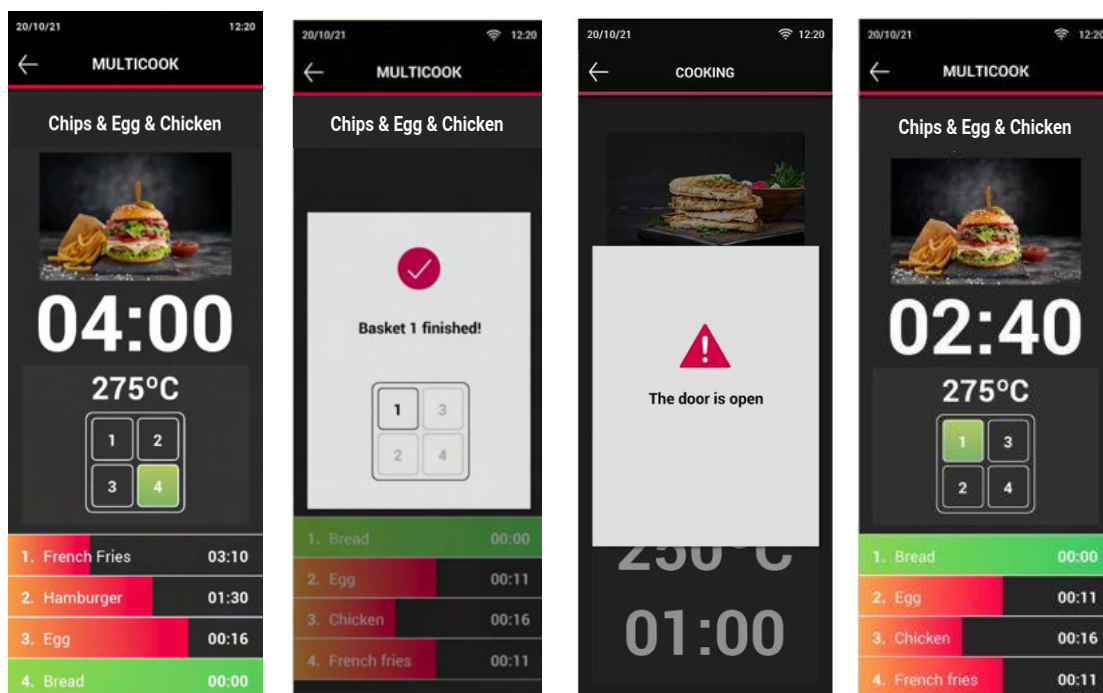 20/10/21 12:20
MULTICOOK
Chips & Egg & Chicken
04:00
275ºC
1 2
3 4
1. French Fries 03:10
2. Hamburger 01:30
3. Egg 00:16
4. Bread 00:00
20/10/21 12:20
MULTICOOK
Chips & Egg & Chicken
Basket 1 finished!
1 3
2 4
1. Bread 00:00
2. Egg 00:11
3. Chicken 00:16
4. French fries 00:11
20/10/21 12:20
COOKING
The door is open
250ºC
01:00
20/10/21 12:20
MULTICOOK
Chips & Egg & Chicken
02:40
275ºC
1 3
2 4
1. Bread 00:00
2. Egg 00:11
3. Chicken 00:16
4. French fries 00:11